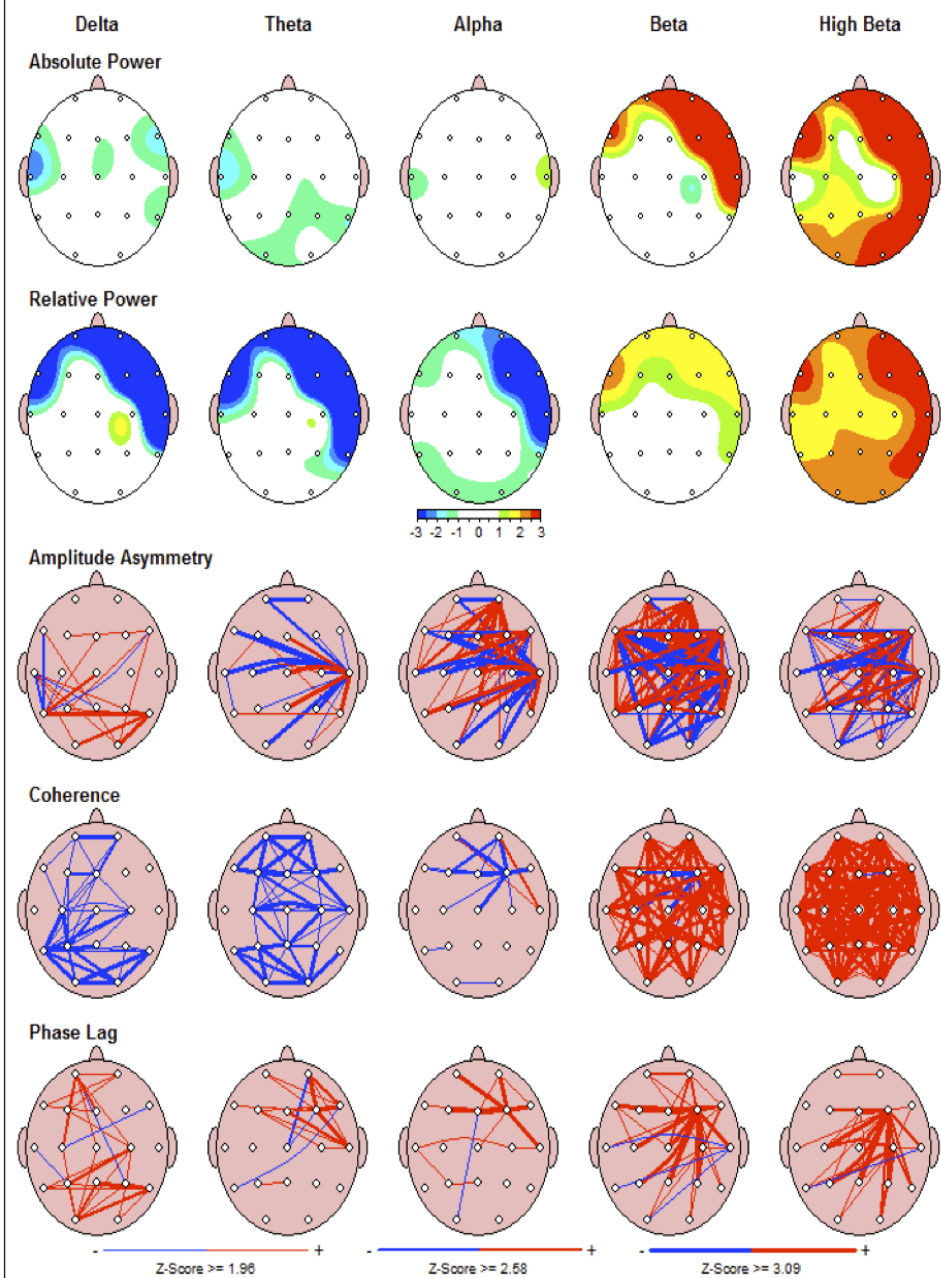 Delta Theta Alpha Beta High Beta
Absolute Power
Relative Power
-3 -2 -1 0 1 2 3
Amplitude Asymmetry
Coherence
Phase Lag
- + - + - +
Z-Score >= 1.96 Z-Score >= 2.58 Z-Score >= 3.09